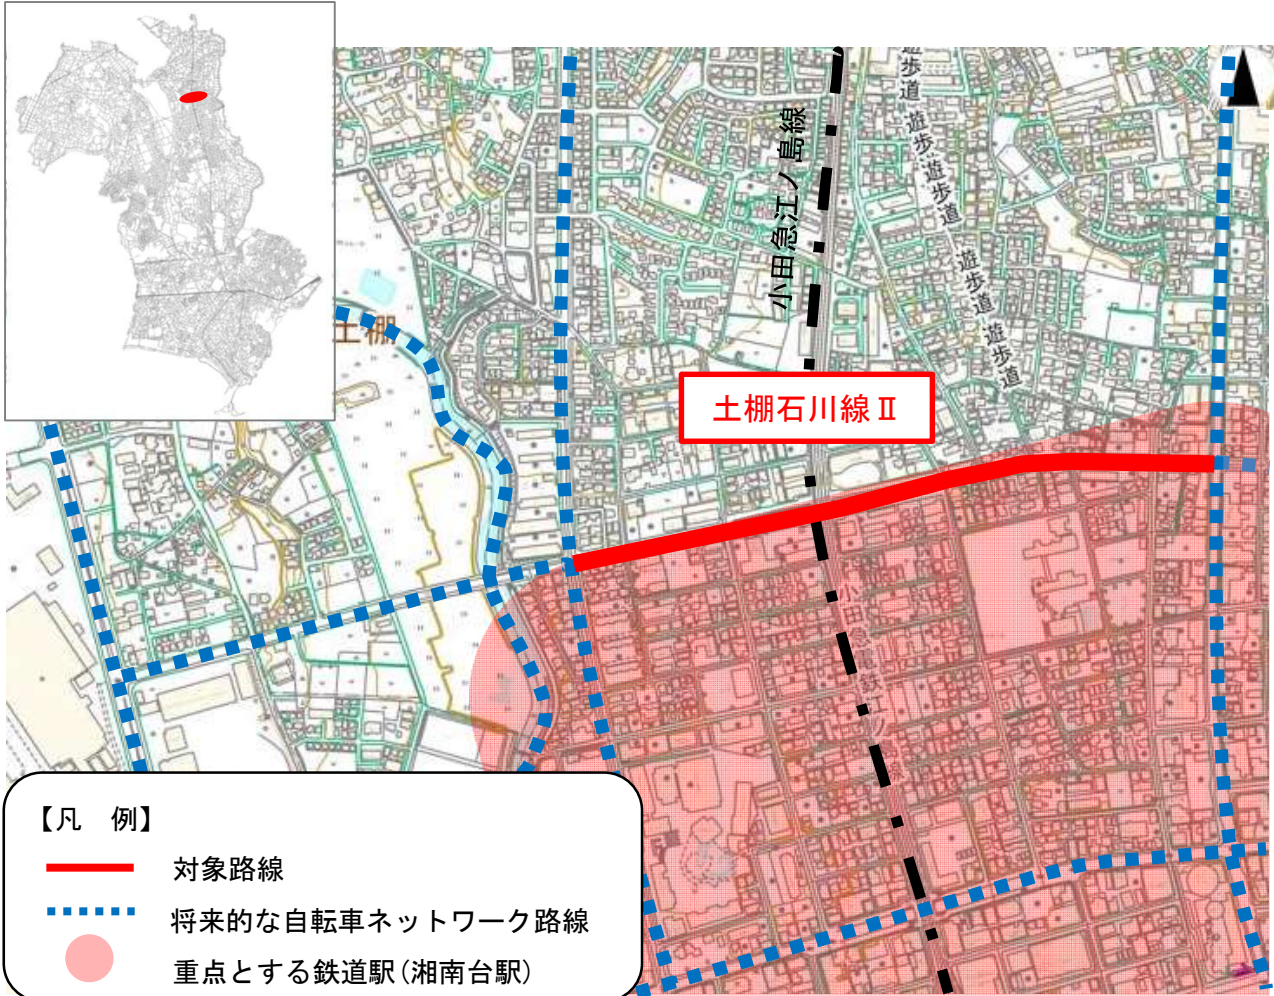 小田急江ノ島線
遊歩道
遊歩道
遊歩道
遊歩道
遊歩道
土棚
土棚石川線Ⅱ
【凡　例】
対象路線
将来的な自転車ネットワーク路線
重点とする鉄道駅(湘南台駅)